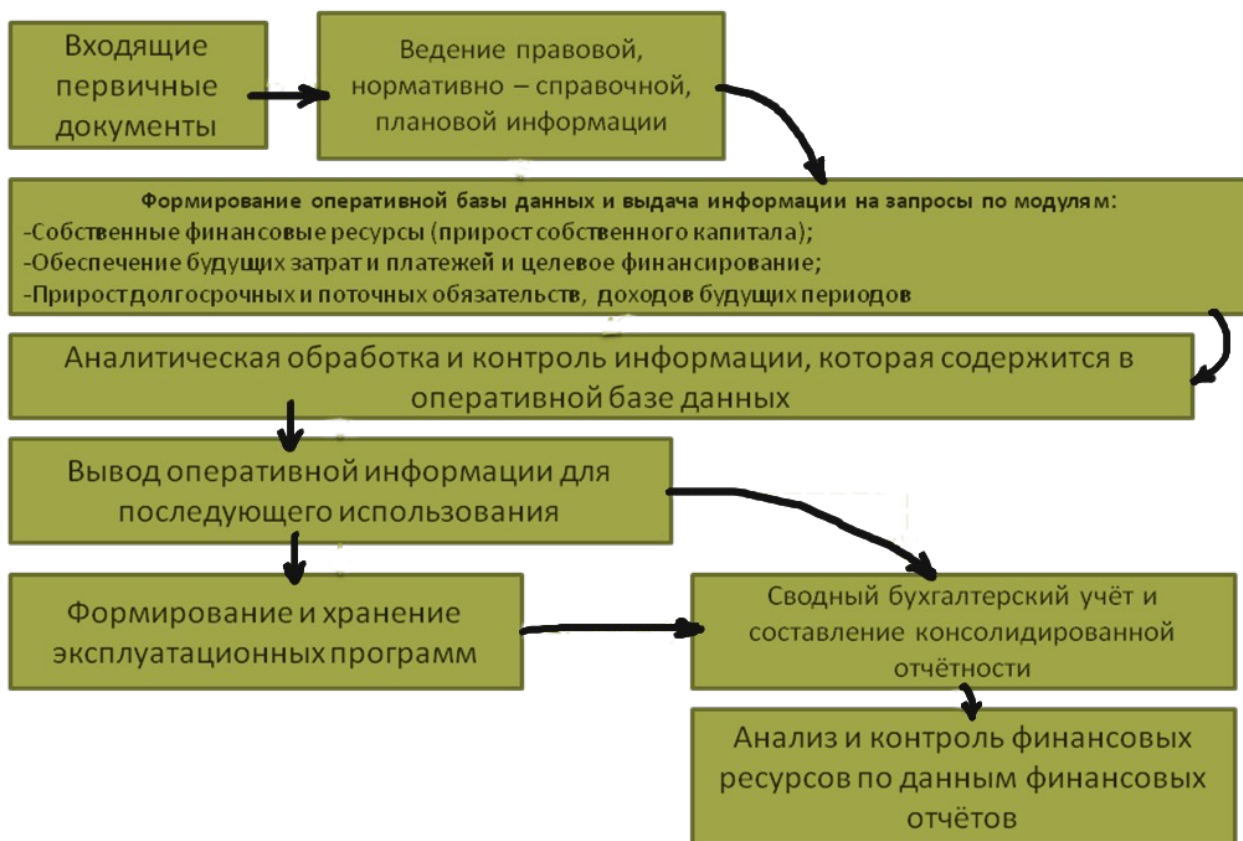 Входящие
первичные
документы
Ведение правовой,
нормативно – справочной,
плановой информации
Формирование оперативной базы данных и выдача информации на запросы по модулям:
-Собственные финансовые ресурсы (прирост собственного капитала);
-Обеспечение будущих затрат и платежей и целевое финансирование;
-Прирост долгосрочных и поточных обязательств, доходов будущих периодов
Аналитическая обработка и контроль информации, которая содержится в
оперативной базе данных
Вывод оперативной информации для
последующего использования
Формирование и хранение
эксплуатационных программ
Сводный бухгалтерский учёт и
составление консолидированной
отчётности
Анализ и контроль финансовых
ресурсов по данным финансовых
отчётов